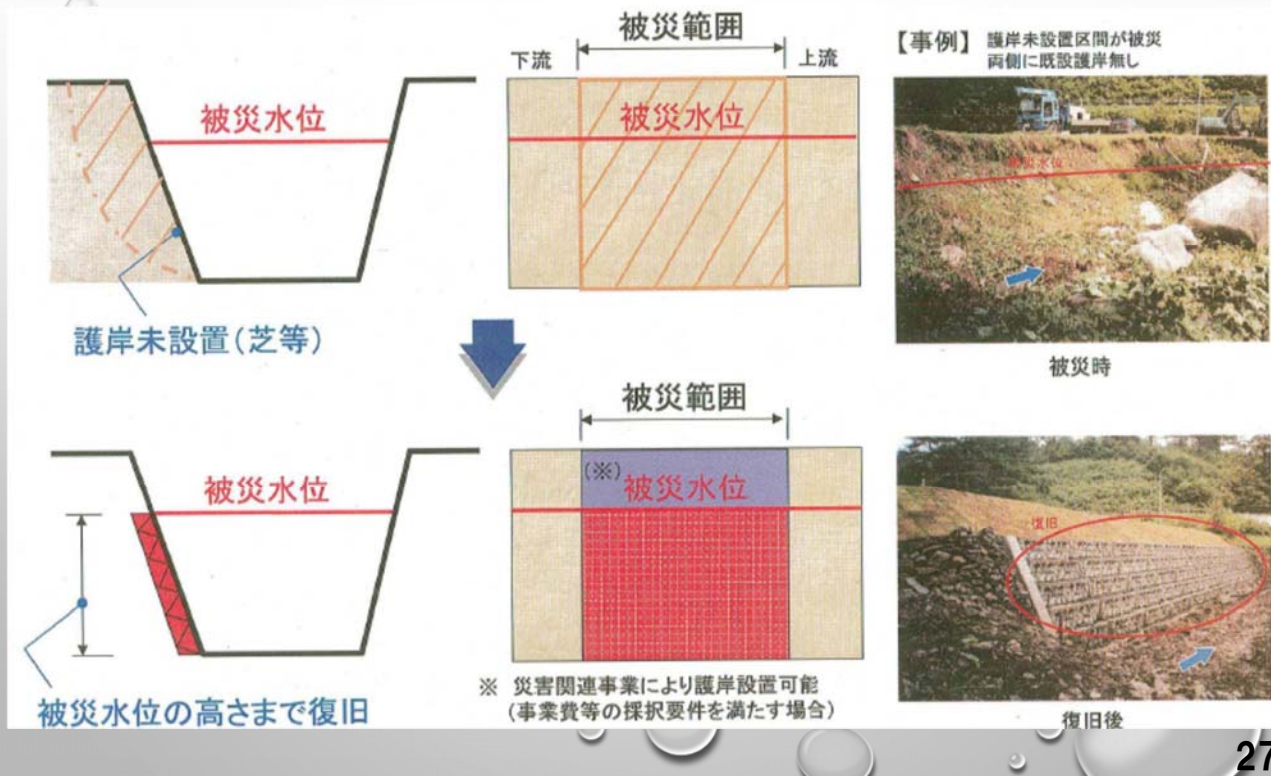 被災範囲
下流
上流
被災水位
被災水位
護岸未設置(芝等)
【事例】 護岸未設置区間が被災
両側に既設護岸無し
被災水位
被災時
被災範囲
被災水位
(※)
被災水位
被災水位の高さまで復旧
※ 災害関連事業により護岸設置可能
(事業費等の採択要件を満たす場合)
復旧
復旧後
27